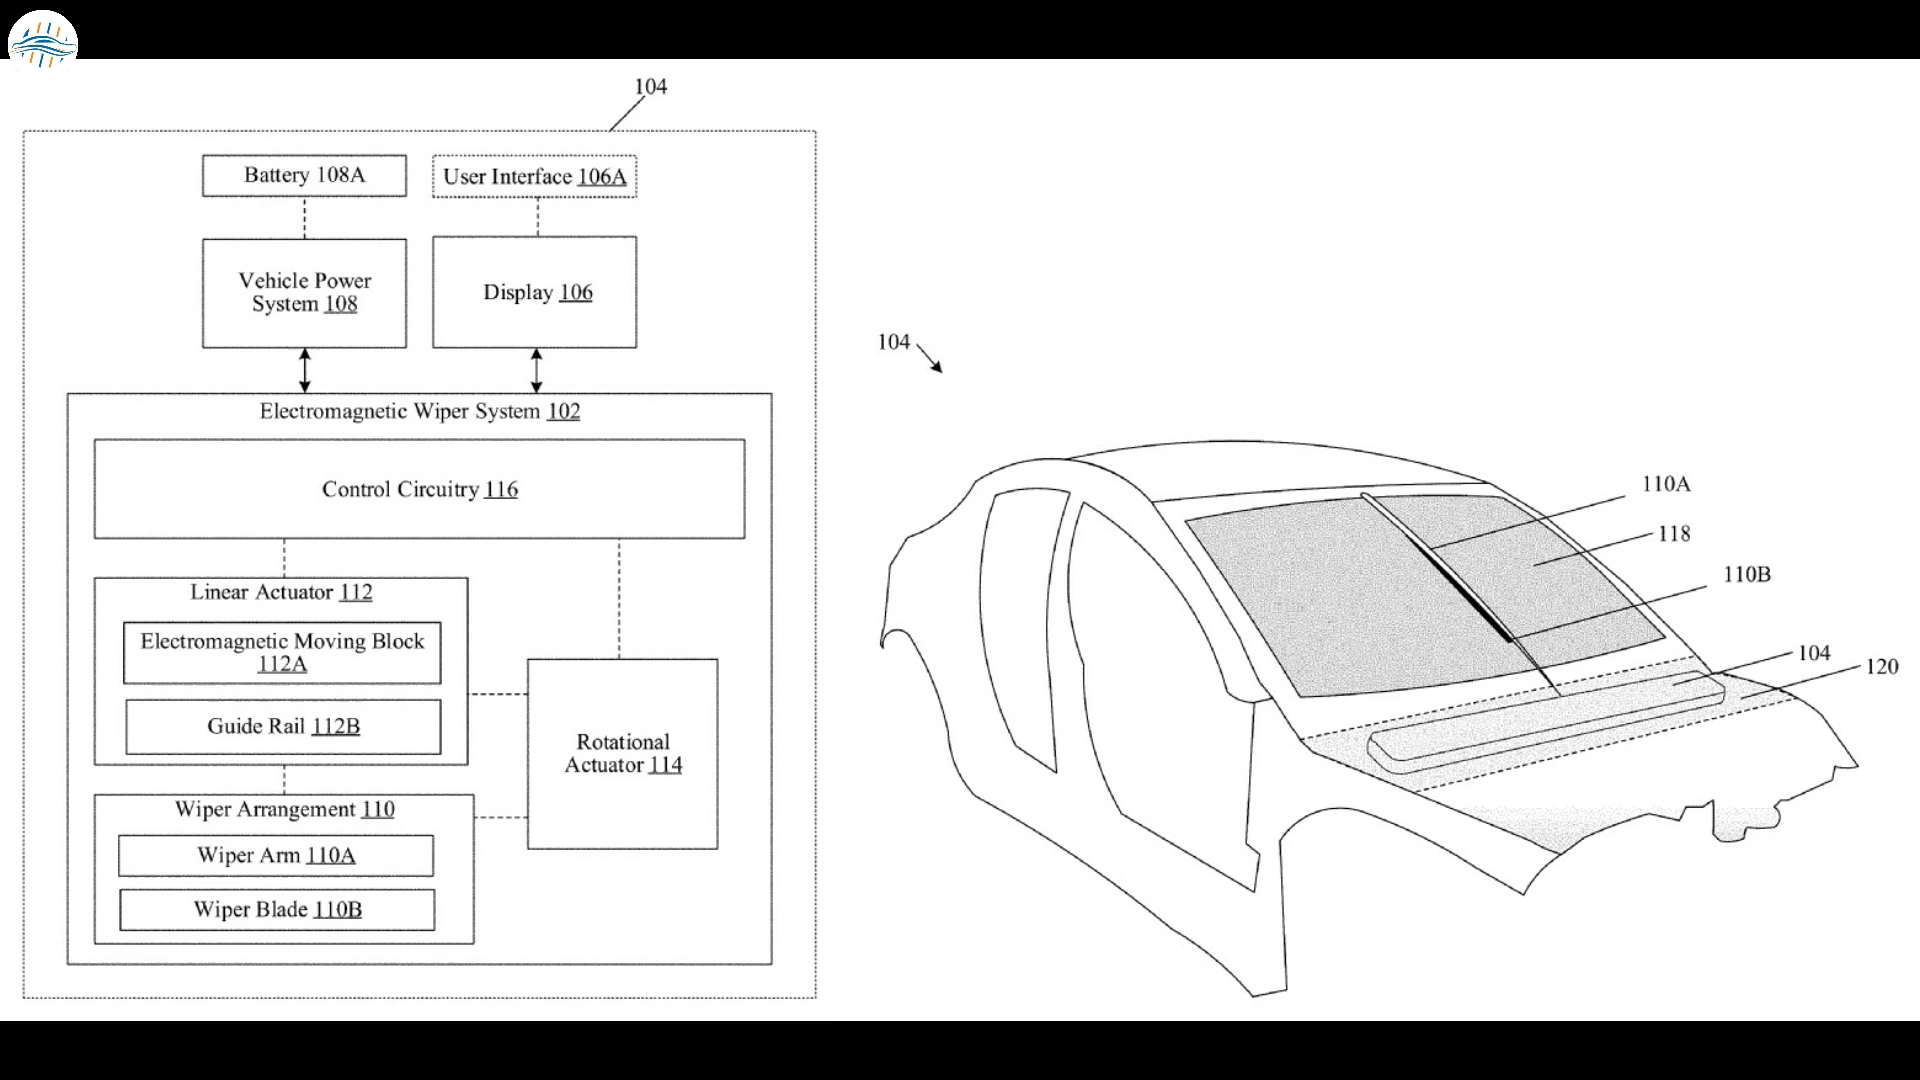 104
Battery 108A
User Interface 106A
Vehicle Power
System 108
Display 106
Electromagnetic Wiper System 102
Control Circuitry 116
Linear Actuator 112
Electromagnetic Moving Block
112A
Guide Rail 112B
Rotational
Actuator 114
Wiper Arrangement 110
Wiper Arm 110A
Wiper Blade 110B
104
110A
118
110B
104
120